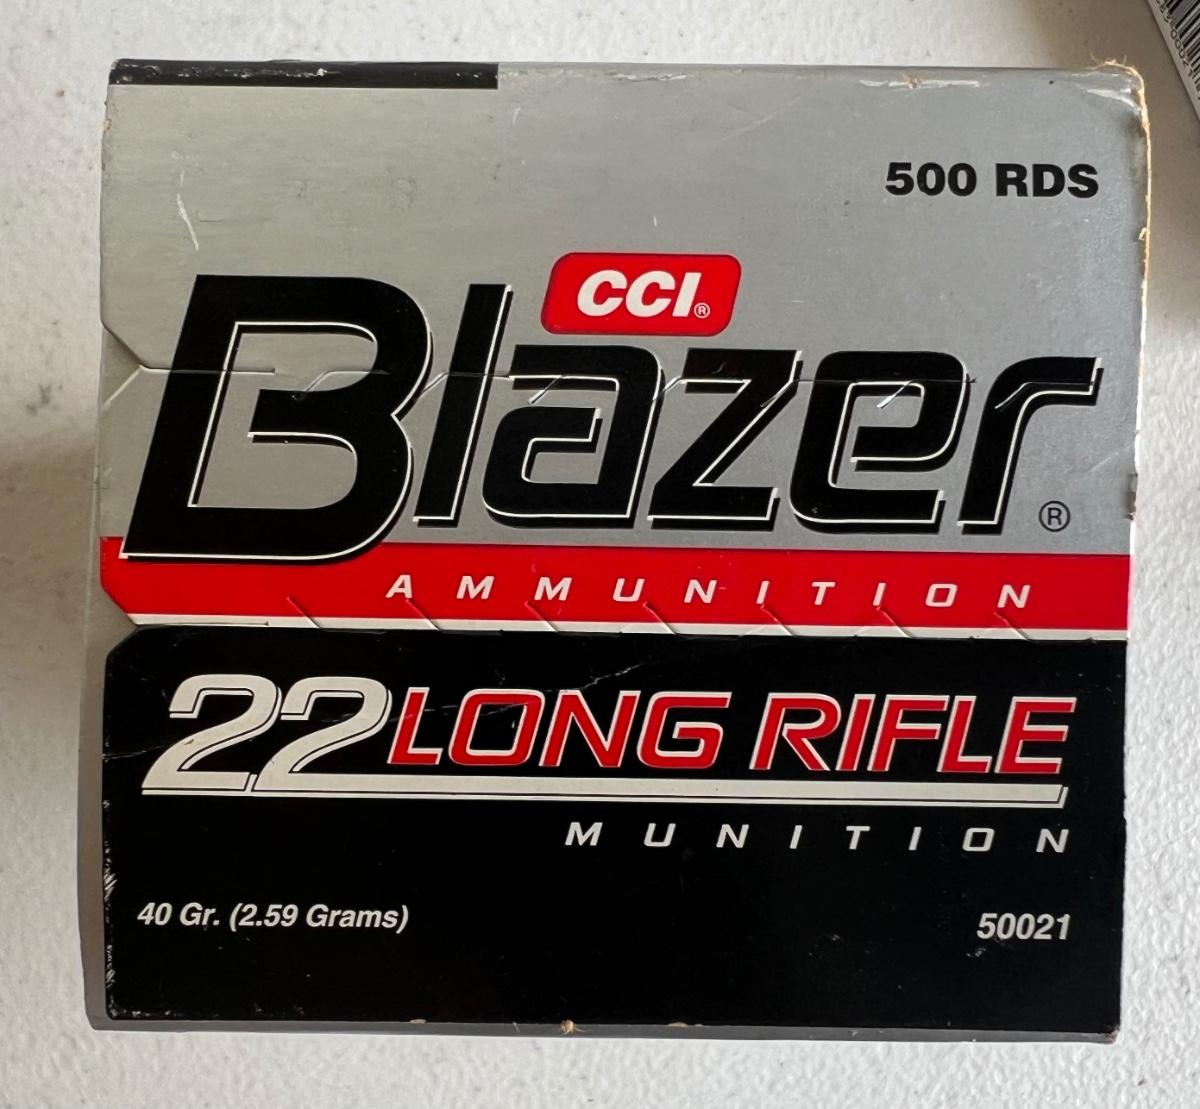 500 RDS
CCI®
Blazer®
AMMUNITION
22 LONG RIFLE
MUNITION
40 Gr. (2.59 Grams)
50021